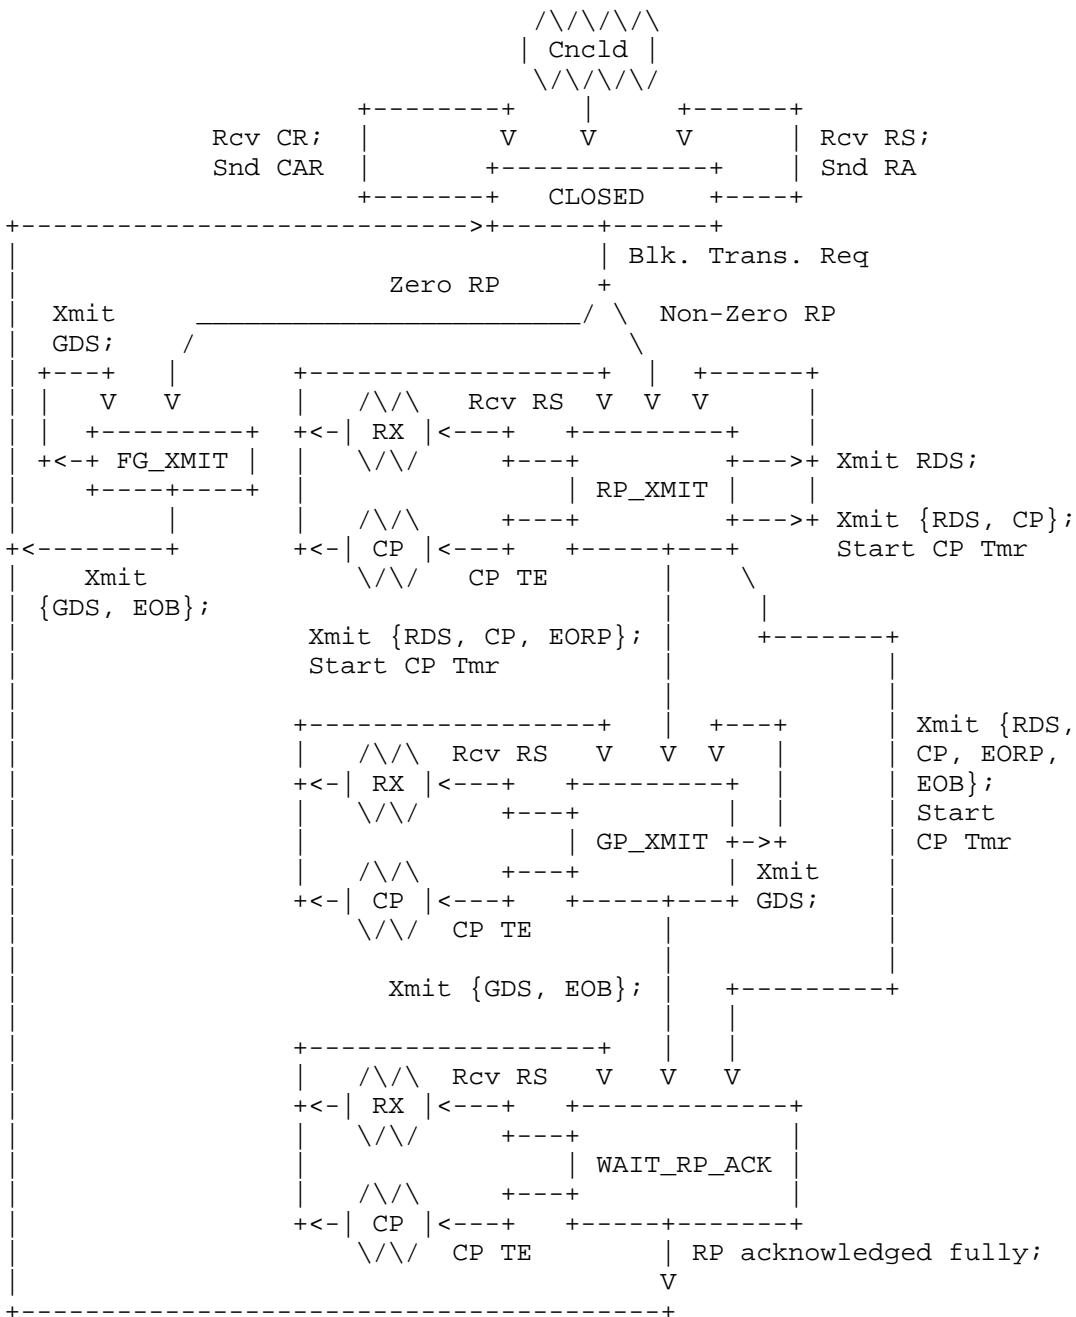 /\/\/\/\
| Cncld |
\/\/\/\/
+--------+ | +------+
Rcv CR; | V V V | Rcv RS;
Snd CAR | +-------------+ | Snd RA
+-------+ CLOSED +----+
+----------------------------->+------+------+
| | Blk. Trans. Req
| Zero RP +
| Xmit ________________________/ \ Non-Zero RP
| GDS; / \
| +---+ | +------------------+ | +------+
| | V V | /\/\ Rcv RS V V V |
| | +---------+ +<-| RX |<---+ +---------+ |
| +<-+ FG_XMIT | | \/\/ +---+ +--->+ Xmit RDS;
| +----+----+ | | RP_XMIT | |
| | | /\/\ +---+ +--->+ Xmit {RDS, CP};
+<--------+ +<-| CP |<---+ +-----+---+ Start CP Tmr
| Xmit \/\/ CP TE | \
| {GDS, EOB}; | |
| Xmit {RDS, CP, EORP}; | +-------+
| Start CP Tmr | |
| | |
| +------------------+ | +---+ | Xmit {RDS,
| | /\/\ Rcv RS V V V | | CP, EORP,
| +<-| RX |<---+ +---------+ | | EOB};
| | \/\/ +---+ | | | Start
| | | GP_XMIT +->+ | CP Tmr
| | /\/\ +---+ | Xmit |
| +<-| CP |<---+ +-----+---+ GDS; |
| \/\/ CP TE | |
| | |
| Xmit {GDS, EOB}; | +---------+
| | |
| +------------------+ | |
| | /\/\ Rcv RS V V V
| +<-| RX |<---+ +-------------+
| | \/\/ +---+ |
| | | WAIT_RP_ACK |
| | /\/\ +---+ |
| +<-| CP |<---+ +-----+-------+
| \/\/ CP TE | RP acknowledged fully;
| V
+-----------------------------------------+